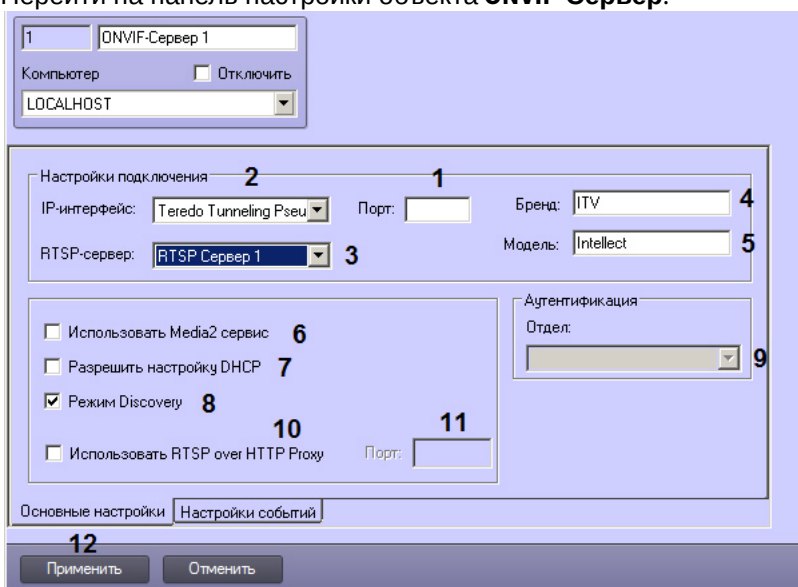 Перейти на панель настройки объекта ONVIF-Сервер.
1 ONVIF-Сервер 1
Компьютер Отключить
LOCALHOST
Настройки подключения 2 1
IP-интерфейс: Teredo Tunneling Pseu Порт: Бренд: ITV 4
RTSP-сервер: RTSP Сервер 1 3 Модель: Intellect 5
Аутентификация
Использовать Media2 сервис 6 Отдел:
Разрешить настройку DHCP 7 9
Режим Discovery 8
10 11
Использовать RTSP over HTTP Proxy Порт:
Основные настройки Настройки событий
12
Применить Отменить